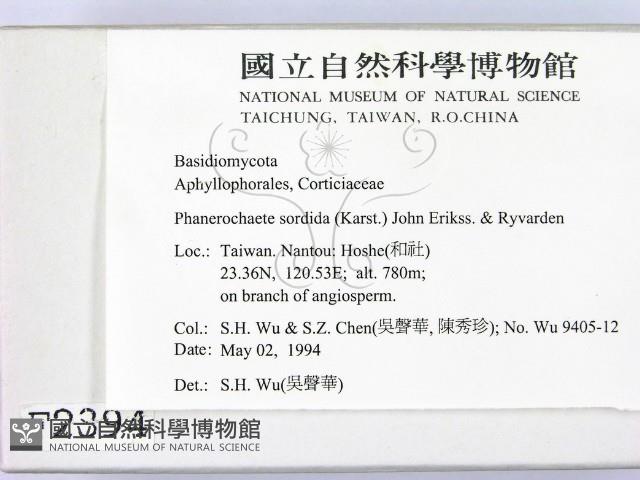 國立自然科學博物館
NATIONAL MUSEUM OF NATURAL SCIENCE
TAICHUNG, TAIWAN, R.O.CHINA
Basidiomycota
Aphyllophorales, Corticiaceae
Phanerochaete sordida (Karst.) John Erikss. & Ryvarden
Loc.: Taiwan. Nantou: Hoshe(和社)
23.36N, 120.53E; alt. 780m;
on branch of angiosperm.
Col.: S.H. Wu & S.Z. Chen(吳聲華, 陳秀珍); No. Wu 9405-12
Date: May 02, 1994
Det.: S.H. Wu(吳聲華)
F2394
國立自然科學博物館
NATIONAL MUSEUM OF NATURAL SCIENCE